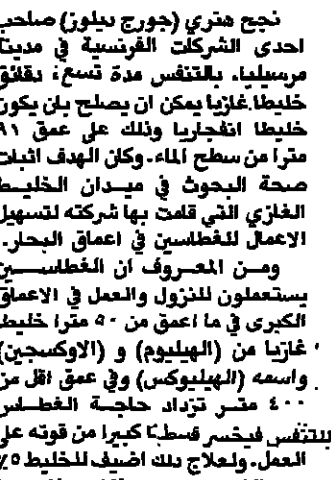 نجح هنري (جورج ديلوز) صاحب
احدى الشركات الفرنسية في مدينة
مرسيليا، بالتنفس مدة تسع، دقائق
خليطا غازيا يمكن ان يصلح بان يكون
خليطا انفجاريا وذلك على عمق ٩١
مترا من سطح الماء. وكان الهدف اثبات
صحة البحوث في ميدان الخليط
الغازي التي قامت بها شركته لتسهيل
الاعمال للغطاسين في اعماق البحار.
ومن المعروف ان الغطاسين
يستعملون للنزول والعمل في الاعماق
الكبرى في ما اعمق من ٥٠ مترا خليطا
غازيا من (الهيليوم) و (الاوكسجين)
واسمه (الهيليوكس) وفي عمق اقل من
٤٠٠ متر تزداد حاجة الغطاس
للتنفس فيخسر قسطا كبيرا من قوته على
العمل. ولعلاج ذلك اضيف للخليط ٥٪